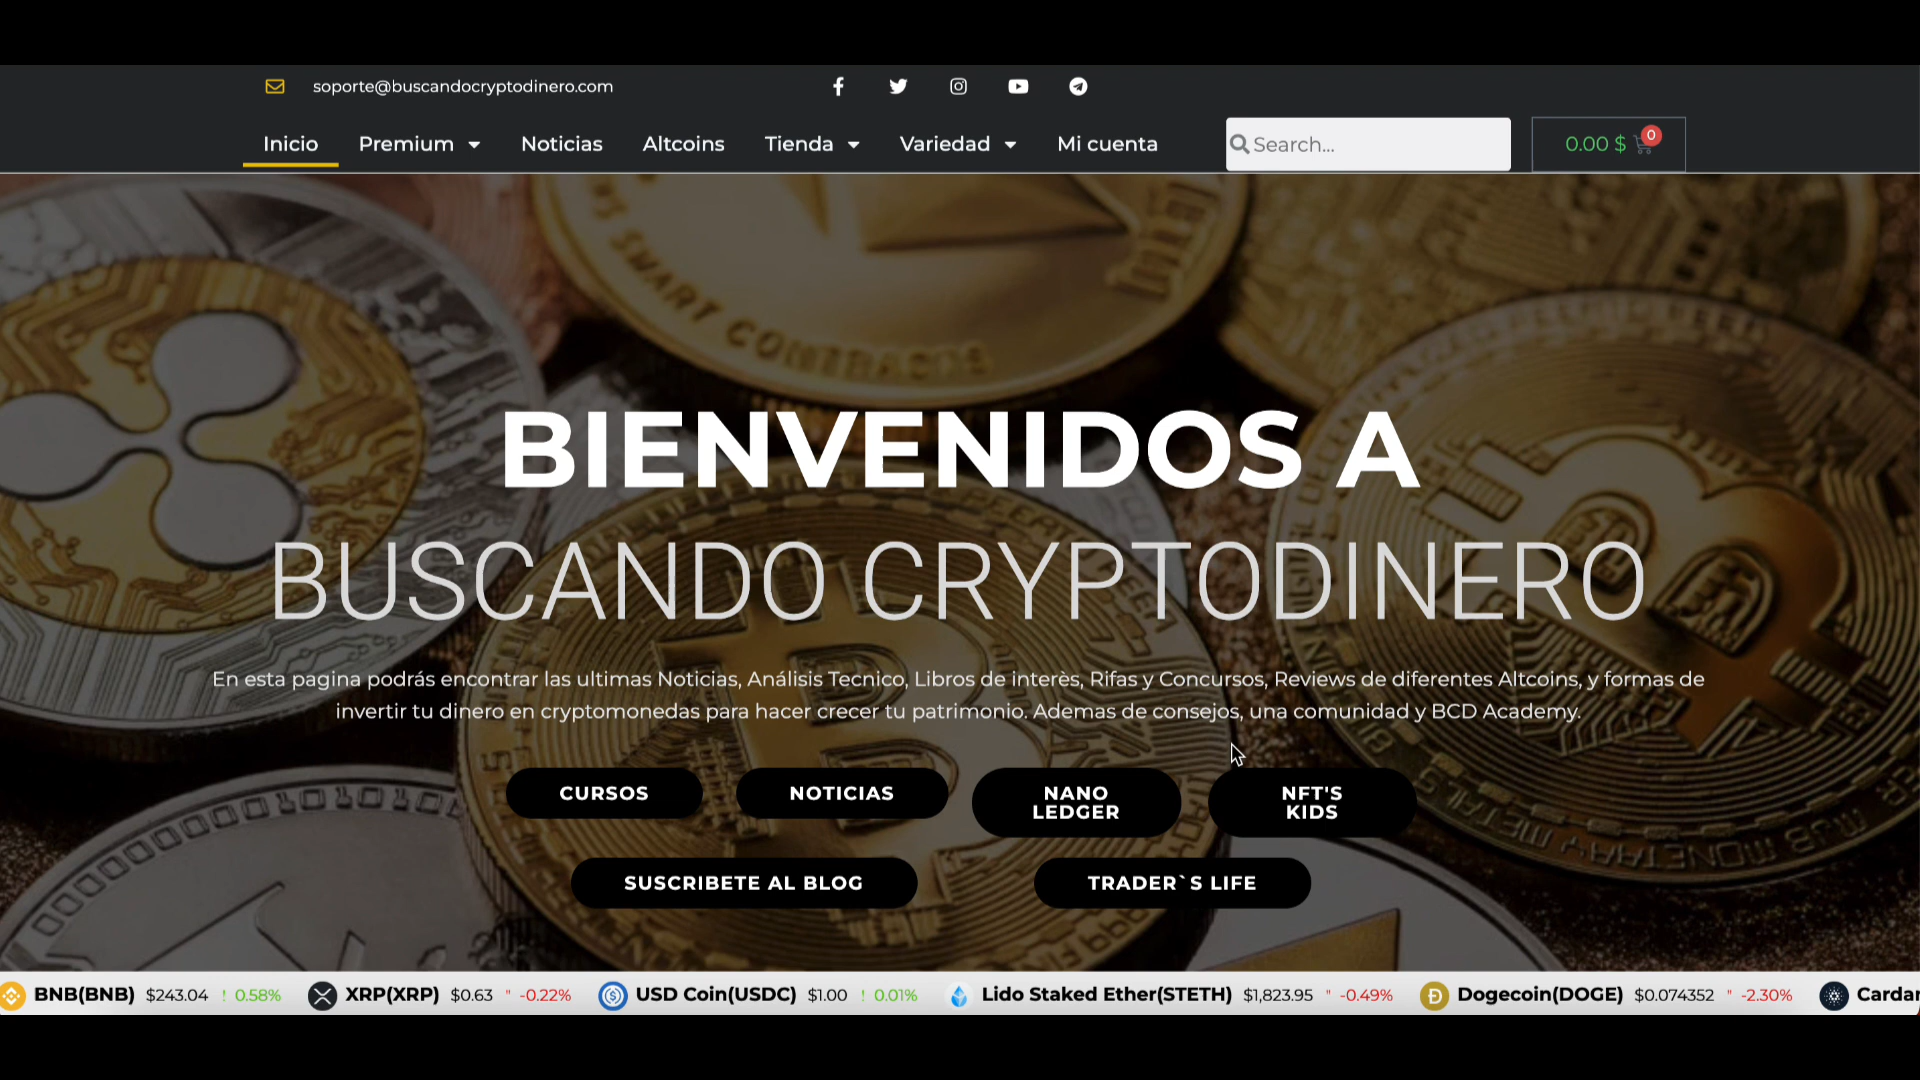 soporte@buscandocryptodinero.com
Inicio Premium Noticias Altcoins Tienda Variedad Mi cuenta Search... 0.00 $ 0
SMART CONTRACTS
BIENVENIDOS A
BUSCANDO CRYPTODINERO
En esta pagina podrás encontrar las ultimas Noticias, Análisis Tecnico, Libros de interès, Rifas y Concursos, Reviews de diferentes Altcoins, y formas de
invertir tu dinero en cryptomonedas para hacer crecer tu patrimonio. Ademas de consejos, una comunidad y BCD Academy.
CURSOS NOTICIAS NANO LEDGER NFT'S KIDS
SUSCRIBETE AL BLOG TRADER`S LIFE
BNB(BNB) $243.04 ! 0.58% XRP(XRP) $0.63 " -0.22% USD Coin(USDC) $1.00 ! 0.01% Lido Staked Ether(STETH) $1,823.95 " -0.49% Dogecoin(DOGE) $0.074352 " -2.30% Cardar